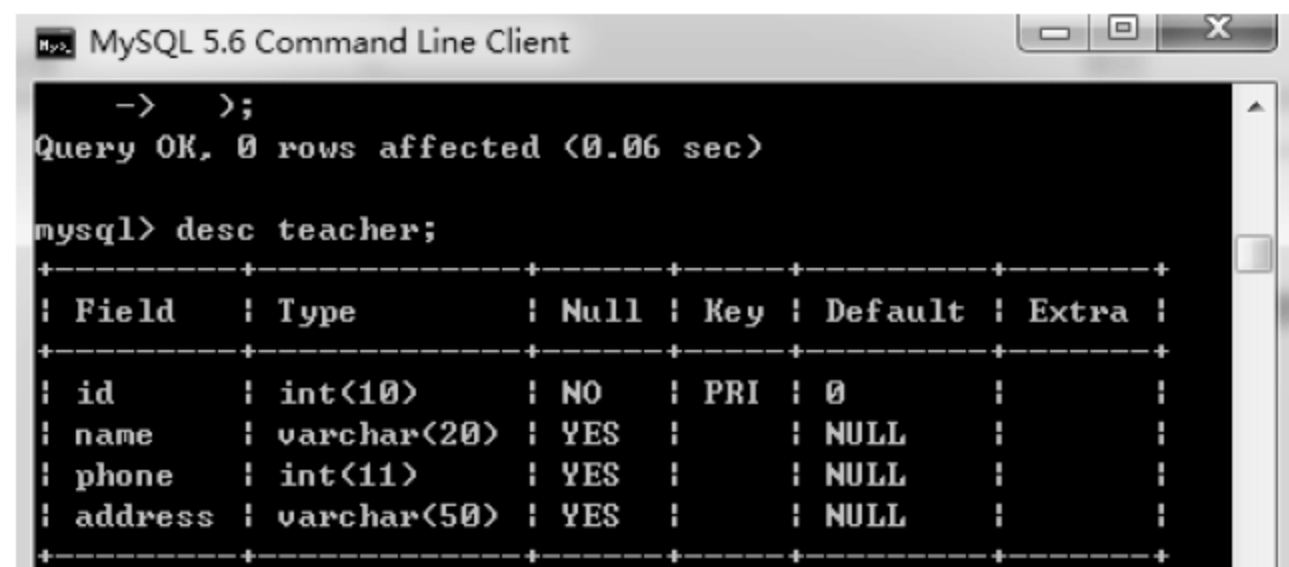 MySQL 5.6 Command Line Client
    ->   );
Query OK, 0 rows affected (0.06 sec)
mysql> desc teacher;
+---------+-------------+------+-----+---------+-------+
| Field   | Type        | Null | Key | Default | Extra |
+---------+-------------+------+-----+---------+-------+
| id      | int(10)     | NO   | PRI | 0       |       |
| name    | varchar(20) | YES  |     | NULL    |       |
| phone   | int(11)     | YES  |     | NULL    |       |
| address | varchar(50) | YES  |     | NULL    |       |
+---------+-------------+------+-----+---------+-------+